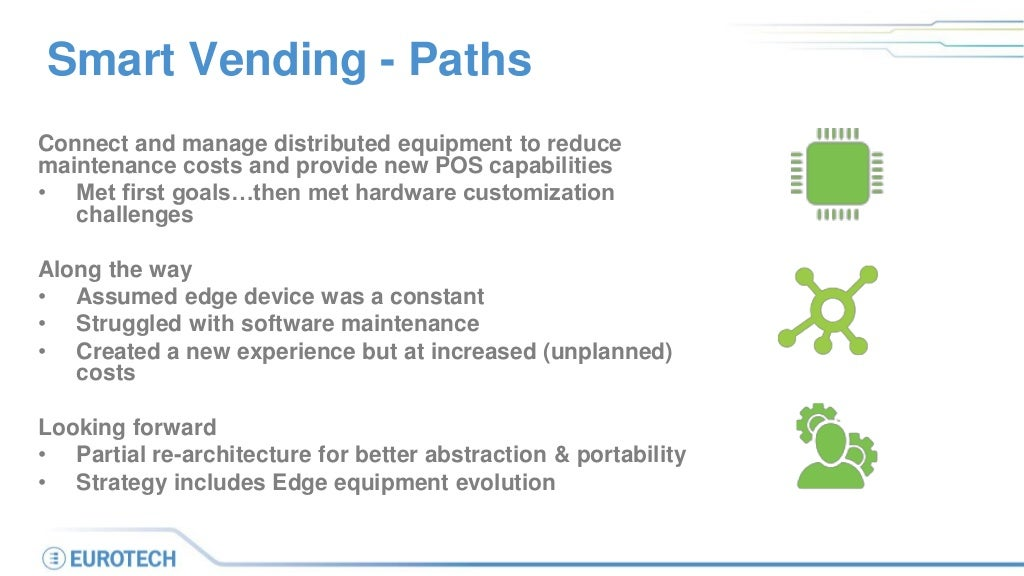 Smart Vending - Paths
Connect and manage distributed equipment to reduce
maintenance costs and provide new POS capabilities
• Met first goals…then met hardware customization
challenges
Along the way
• Assumed edge device was a constant
• Struggled with software maintenance
• Created a new experience but at increased (unplanned)
costs
Looking forward
• Partial re-architecture for better abstraction & portability
• Strategy includes Edge equipment evolution
EUROTECH